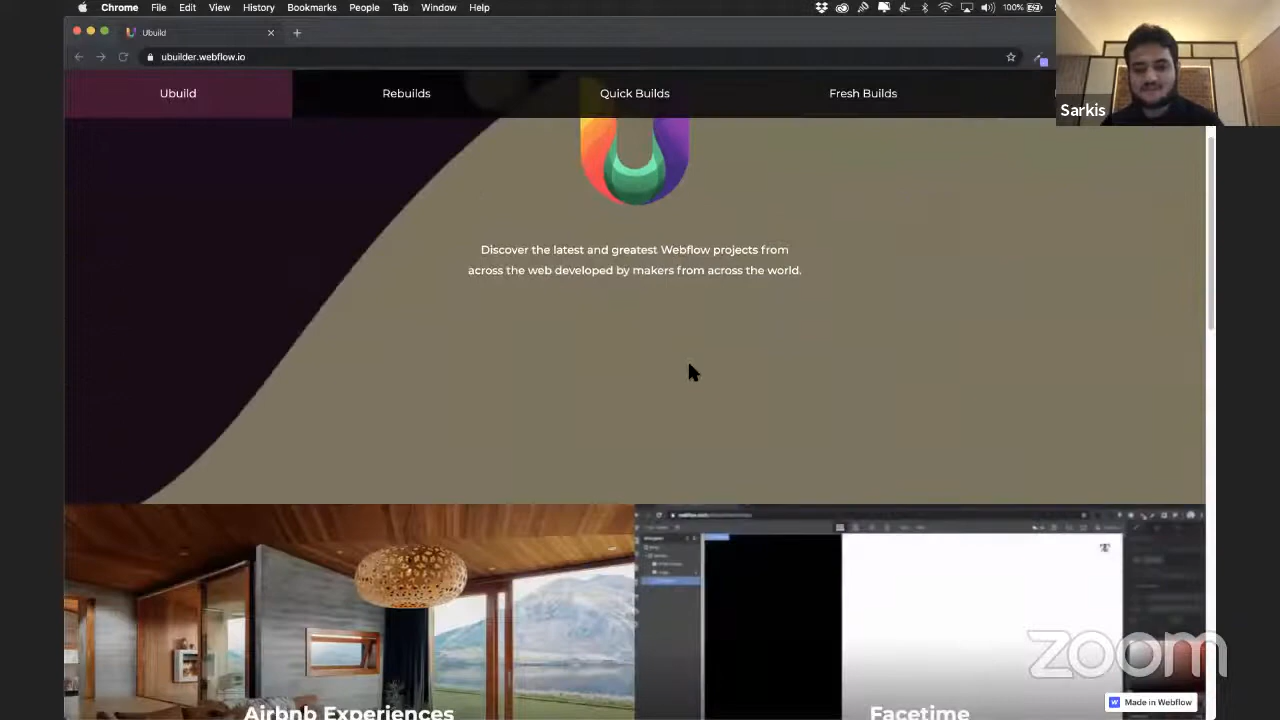 Chrome File Edit View History Bookmarks People Tab Window Help 100%
Ubuild
ubuilder.webflow.io
Ubuild Rebuilds Quick Builds Fresh Builds
Sarkis
Discover the latest and greatest Webflow projects from
across the web developed by makers from across the world.
Airbnb Experiences
Facetime
zoom
Made in Webflow